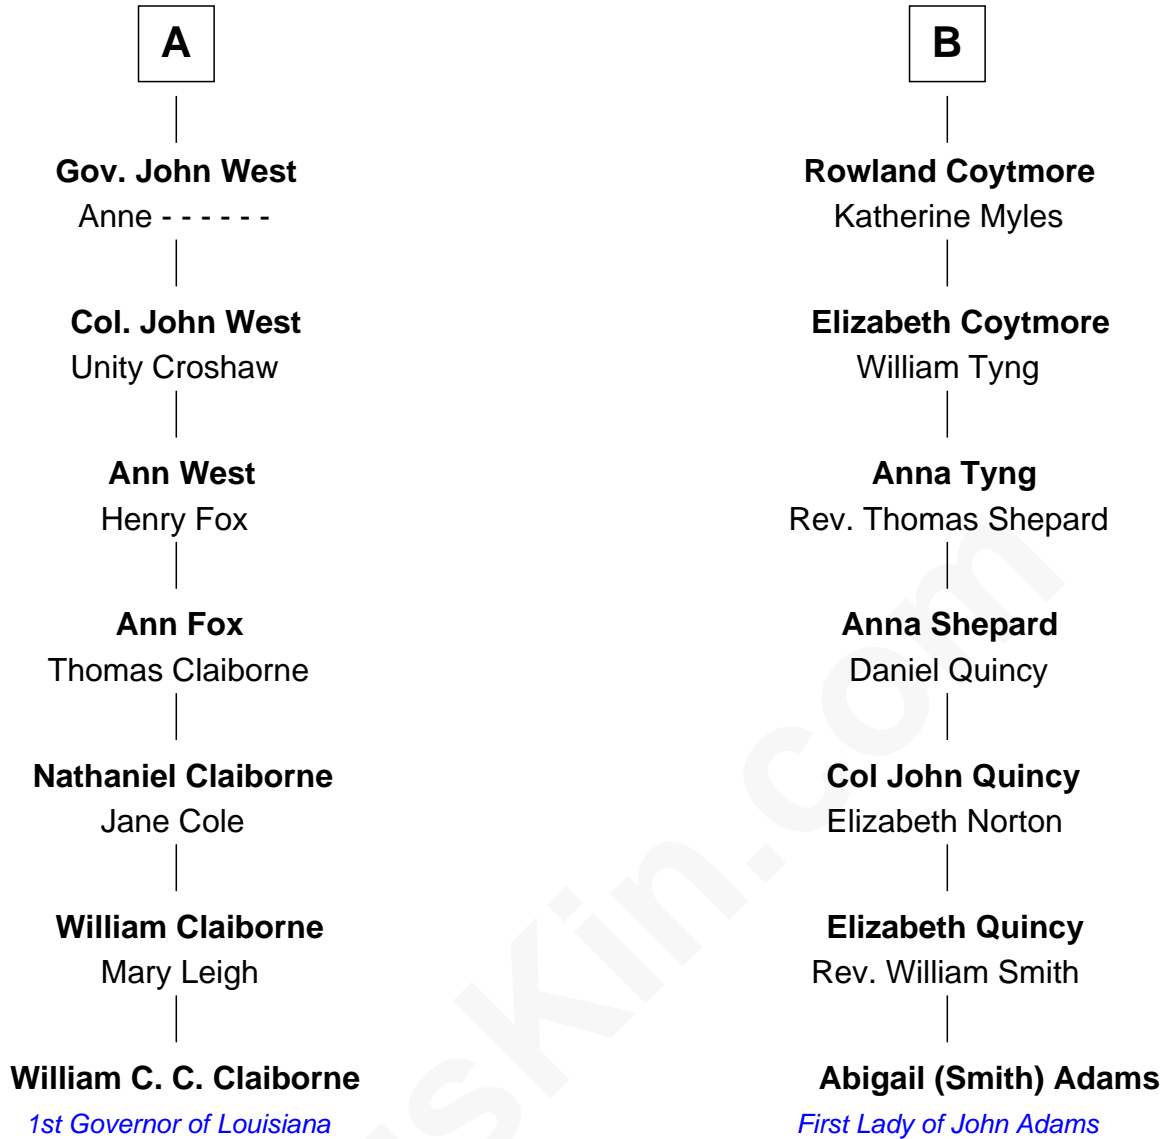 A
Gov. John West
Anne - - - - - -
Col. John West
Unity Croshaw
Ann West
Henry Fox
Ann Fox
Thomas Claiborne
Nathaniel Claiborne
Jane Cole
William Claiborne
Mary Leigh
William C. C. Claiborne
1st Governor of Louisiana
B
Rowland Coytmore
Katherine Myles
Elizabeth Coytmore
William Tyng
Anna Tyng
Rev. Thomas Shepard
Anna Shepard
Daniel Quincy
Col John Quincy
Elizabeth Norton
Elizabeth Quincy
Rev. William Smith
Abigail (Smith) Adams
First Lady of John Adams